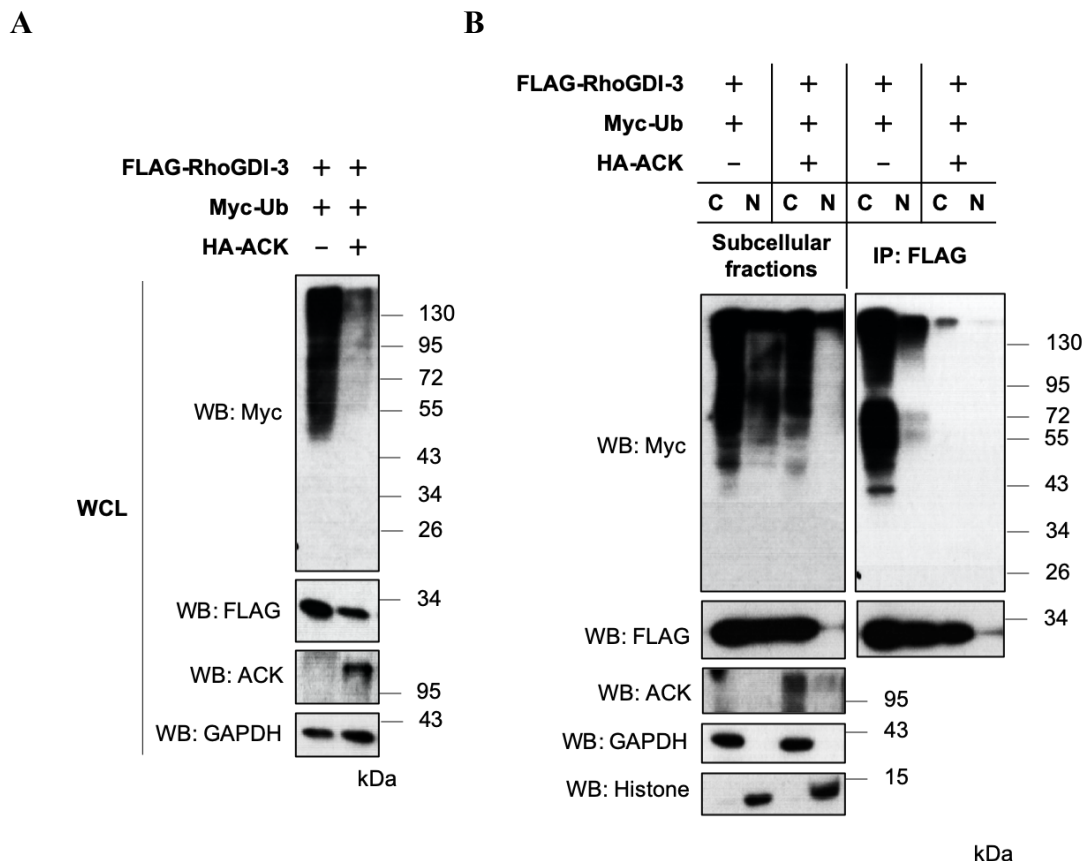 A
FLAG-RhoGDI-3 + +
Myc-Ub + +
HA-ACK – +
130
95
72
55
43
34
26
WB: Myc
WCL
WB: FLAG
34
WB: ACK
95
WB: GAPDH
43
kDa
B
FLAG-RhoGDI-3 + + + +
Myc-Ub + + + +
HA-ACK – + – +
C N C N C N C N
Subcellular
fractions
IP: FLAG
130
95
72
55
43
34
26
WB: Myc
WB: FLAG
34
WB: ACK
95
WB: GAPDH
43
WB: Histone
15
kDa